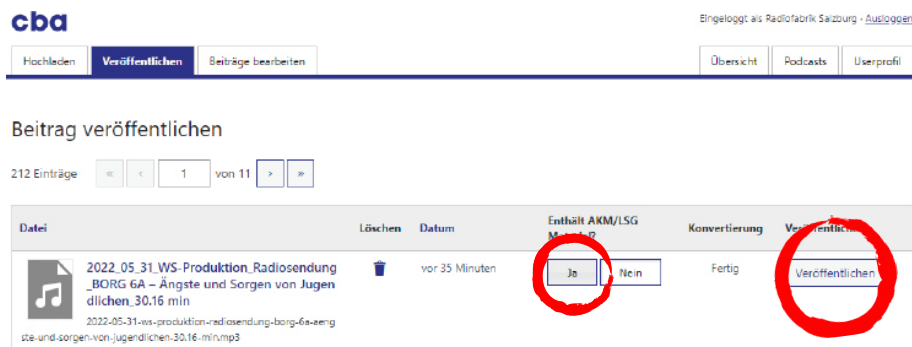 cba
Eingeloggt als Radiofabrik Salzburg - Ausloggen
Hochladen Veröffentlichen Beiträge bearbeiten Übersicht Podcasts Userprofil
Beitrag veröffentlichen
212 Einträge « ‹ 1 von 11 › »
Datei Löschen Datum Enthält AKM/LSG Konvertierung
2022_05_31_WS-Produktion_Radiosendung vor 35 Minuten Ja Nein Fertig Veröffentlichen
_BORG 6A – Ängste und Sorgen von Jugen
dlichen_30.16 min
2022-05-31-ws-produktion-radiosendung-borg-6a-aeng
ste-und-sorgen-von-jugendlichen-30.16-min.mp3